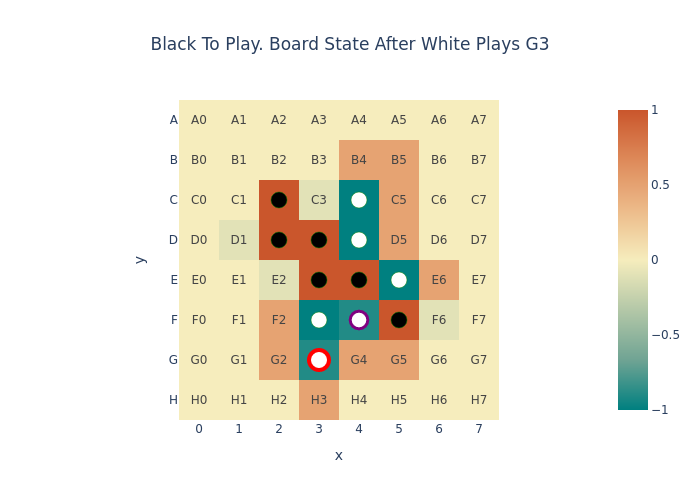 Black To Play. Board State After White Plays G3
A A0 A1 A2 A3 A4 A5 A6 A7 1
B B0 B1 B2 B3 B4 B5 B6 B7 0.5
C C0 C1 C3 C5 C6 C7
D D0 D1 D5 D6 D7 0
y
E E0 E1 E2 E6 E7
F F0 F1 F2 F6 F7 −0.5
G G0 G1 G2 G4 G5 G6 G7
H H0 H1 H2 H3 H4 H5 H6 H7 −1
0 1 2 3 4 5 6 7
x